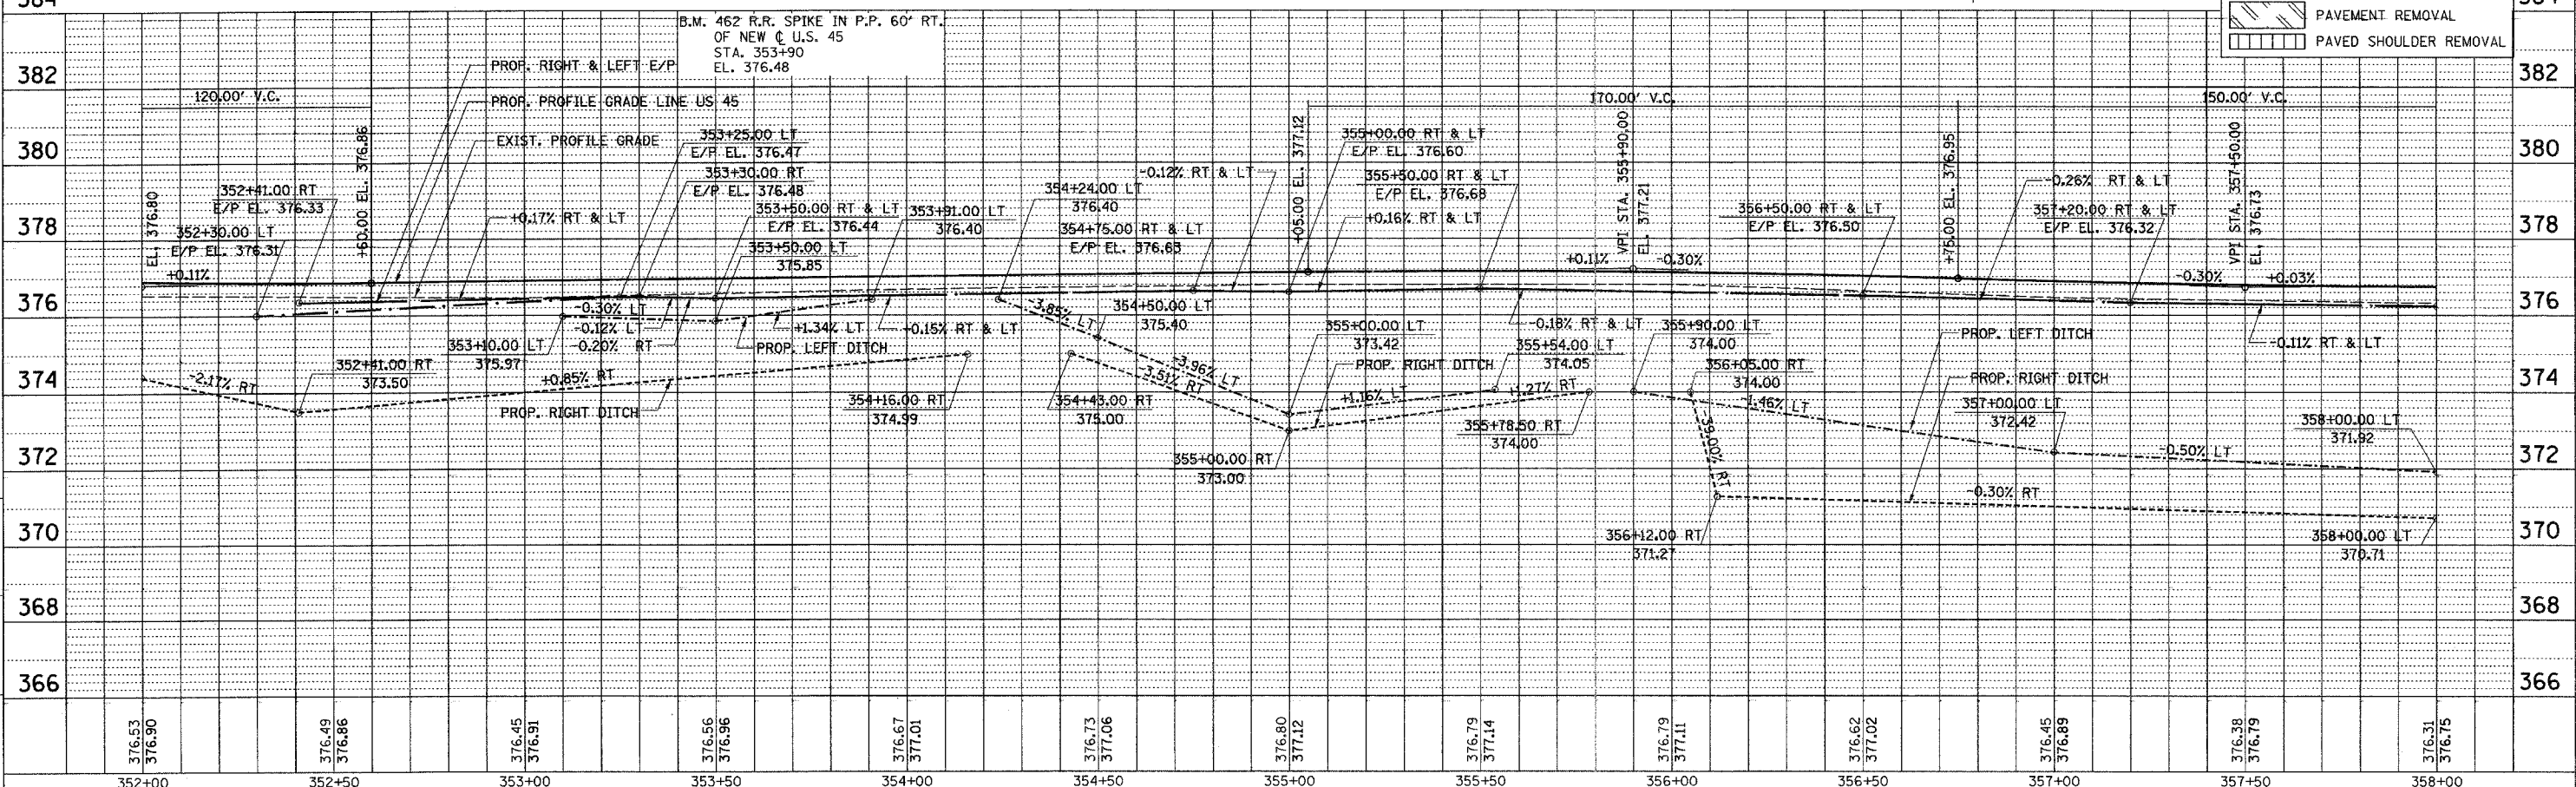 384
384
PAVEMENT REMOVAL
PAVED SHOULDER REMOVAL
B.M. 462 R.R. SPIKE IN P.P. 60' RT.
OF NEW ℄ U.S. 45
STA. 353+90
EL. 376.48
382
382
PROP. RIGHT & LEFT E/P
120.00' V.C.
PROP. PROFILE GRADE LINE US 45
170.00' V.C.
150.00' V.C.
EXIST. PROFILE GRADE
380
380
EL. 376.80
+60.00 EL. 376.86
+05.00 EL. 377.12
VPI STA. 355+90.00
EL. 377.21
+75.00 EL. 376.95
VPI STA. 357+50.00
EL. 376.73
353+25.00 LT
E/P EL. 376.47
353+30.00 RT
E/P EL. 376.48
355+00.00 RT & LT
E/P EL. 376.60
355+50.00 RT & LT
E/P EL. 376.68
-0.12% RT & LT
-0.26% RT & LT
352+41.00 RT
E/P EL. 376.33
352+30.00 LT
E/P EL. 376.31
+0.17% RT & LT
353+50.00 RT & LT
E/P EL. 376.44
353+50.00 LT
375.85
353+91.00 LT
376.40
354+24.00 LT
376.40
354+75.00 RT & LT
E/P EL. 376.63
+0.16% RT & LT
356+50.00 RT & LT
E/P EL. 376.50
357+20.00 RT & LT
E/P EL. 376.32
378
378
+0.11%
+0.11%
-0.30%
-0.30%
+0.03%
376
376
-0.30% LT
-0.12% L
-0.20% RT
+1.34% LT
PROP. LEFT DITCH
+0.15% RT & LT
-3.85% LT
354+50.00 LT
375.40
-0.18% RT & LT
-0.11% RT & LT
353+10.00 LT
375.97
352+41.00 RT
373.50
355+00.00 LT
373.42
355+90.00 LT
374.00
355+54.00 LT
374.05
PROP. LEFT DITCH
374
374
-2.17% RT
+0.85% RT
PROP. RIGHT DITCH
354+16.00 RT
374.99
354+43.00 RT
375.00
-3.96% LT
-3.51% RT
PROP. RIGHT DITCH
+1.16% LT
+1.27% RT
356+05.00 RT
374.00
-1.46% LT
PROP. RIGHT DITCH
357+00.00 LT
372.42
355+78.50 RT
374.00
358+00.00 LT
371.92
372
372
355+00.00 RT
373.00
-39.00% RT
-0.50% LT
-0.30% RT
370
370
356+12.00 RT
371.27
358+00.00 LT
370.71
368
368
366
366
376.53
376.90
376.49
376.86
376.45
376.91
376.56
376.96
376.67
377.01
376.73
377.06
376.80
377.12
376.79
377.14
376.79
377.11
376.62
377.02
376.45
376.89
376.38
376.79
376.31
376.75
352+00
352+50
353+00
353+50
354+00
354+50
355+00
355+50
356+00
356+50
357+00
357+50
358+00